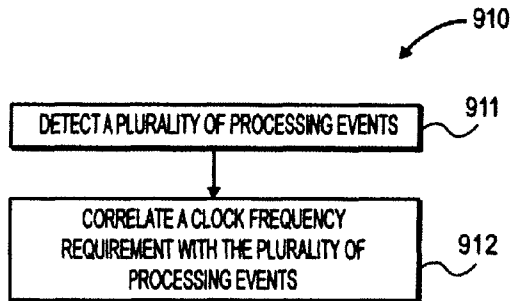 910
DETECT A PLURALITY OF PROCESSING EVENTS
911
CORRELATE A CLOCK FREQUENCY
REQUIREMENT WITH THE PLURALITY OF
PROCESSING EVENTS
912